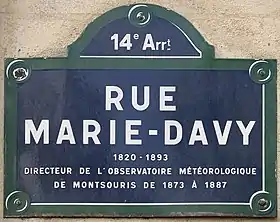 14e Arrt
RUE
MARIE-DAVY
1820 - 1893
DIRECTEUR DE L'OBSERVATOIRE MÉTÉOROLOGIQUE
DE MONTSOURIS DE 1873 À 1887